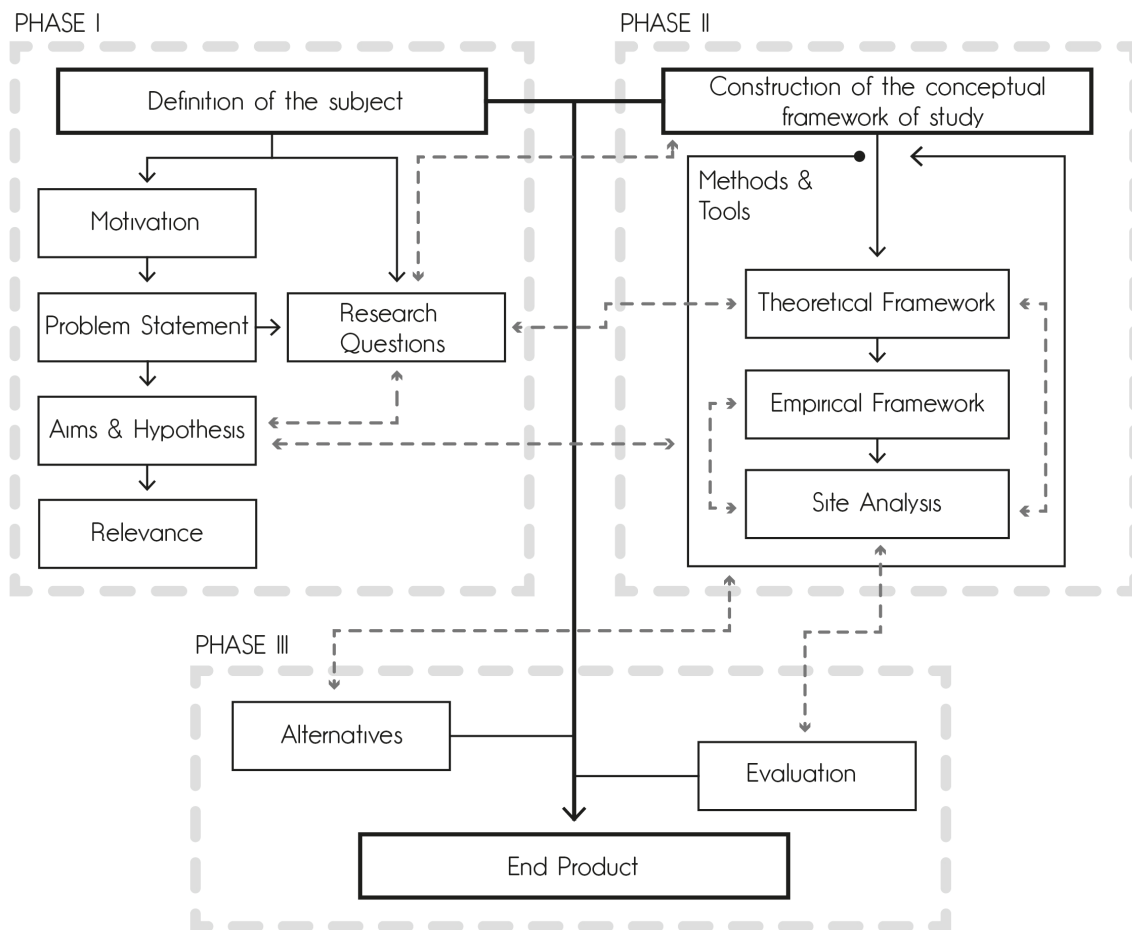 PHASE I
Definition of the subject
Motivation
Problem Statement
Research
Questions
Aims & Hypothesis
Relevance
PHASE II
Construction of the conceptual
framework of study
Methods &
Tools
Theoretical Framework
Empirical Framework
Site Analysis
PHASE III
Alternatives
Evaluation
End Product